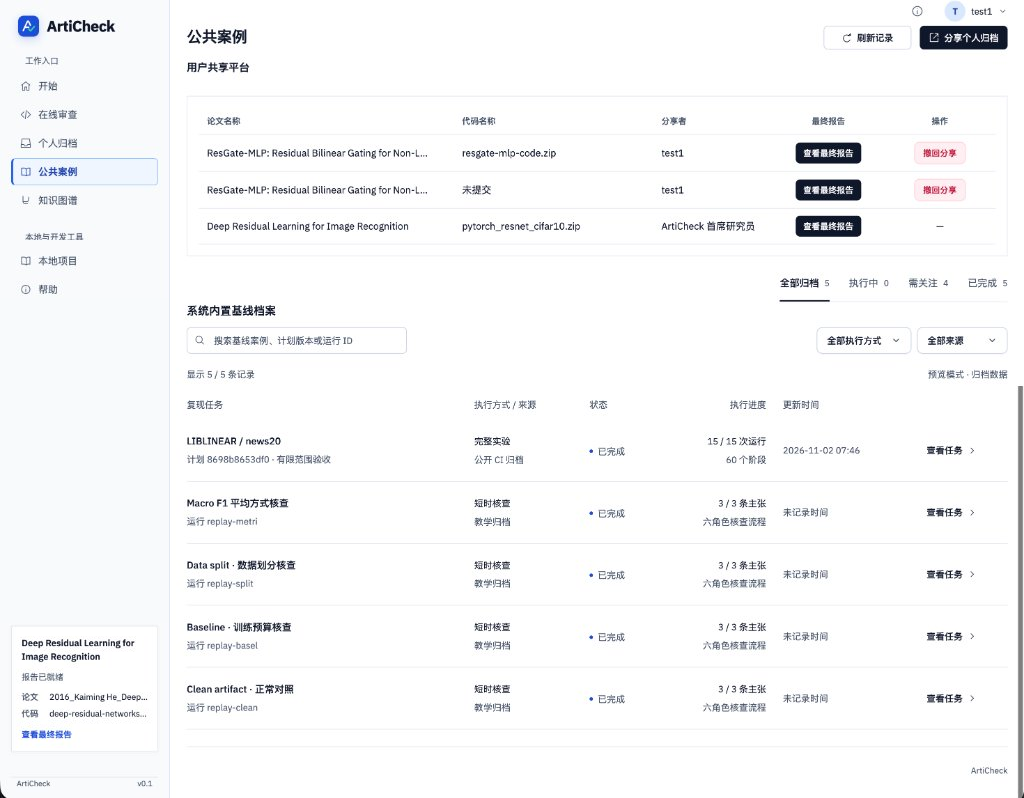 ArtiCheck
工作入口
开始
在线审查
个人归档
公共案例
知识图谱
本地与开发工具
本地项目
帮助
Deep Residual Learning for
Image Recognition
报告已就绪
论文 2016_Kaiming He_Deep...
代码 deep-residual-networks...
查看最终报告
ArtiCheck v0.1
T test1
公共案例
刷新记录
分享个人归档
用户共享平台
论文名称 代码名称 分享者 最终报告 操作
ResGate-MLP: Residual Bilinear Gating for Non-L... resgate-mlp-code.zip test1 查看最终报告 撤回分享
ResGate-MLP: Residual Bilinear Gating for Non-L... 未提交 test1 查看最终报告 撤回分享
Deep Residual Learning for Image Recognition pytorch_resnet_cifar10.zip ArtiCheck 首席研究员 查看最终报告 —
全部归档 5 执行中 0 需关注 4 已完成 5
系统内置基线档案
搜索基线案例、计划版本或运行 ID
全部执行方式 全部来源
显示 5 / 5 条记录 预览模式 · 归档数据
复现任务 执行方式 / 来源 状态 执行进度 更新时间
LIBLINEAR / news20 完整实验 15 / 15 次运行
计划 8698b8653df0 · 有限范围验收 公开 CI 归档 已完成 60 个阶段 2026-11-02 07:46 查看任务
Macro F1 平均方式核查 短时核查 3 / 3 条主张
运行 replay-metri 教学归档 已完成 六角色核查流程 未记录时间 查看任务
Data split · 数据划分核查 短时核查 3 / 3 条主张
运行 replay-split 教学归档 已完成 六角色核查流程 未记录时间 查看任务
Baseline · 训练预算核查 短时核查 3 / 3 条主张
运行 replay-basel 教学归档 已完成 六角色核查流程 未记录时间 查看任务
Clean artifact · 正常对照 短时核查 3 / 3 条主张
运行 replay-clean 教学归档 已完成 六角色核查流程 未记录时间 查看任务
ArtiCheck